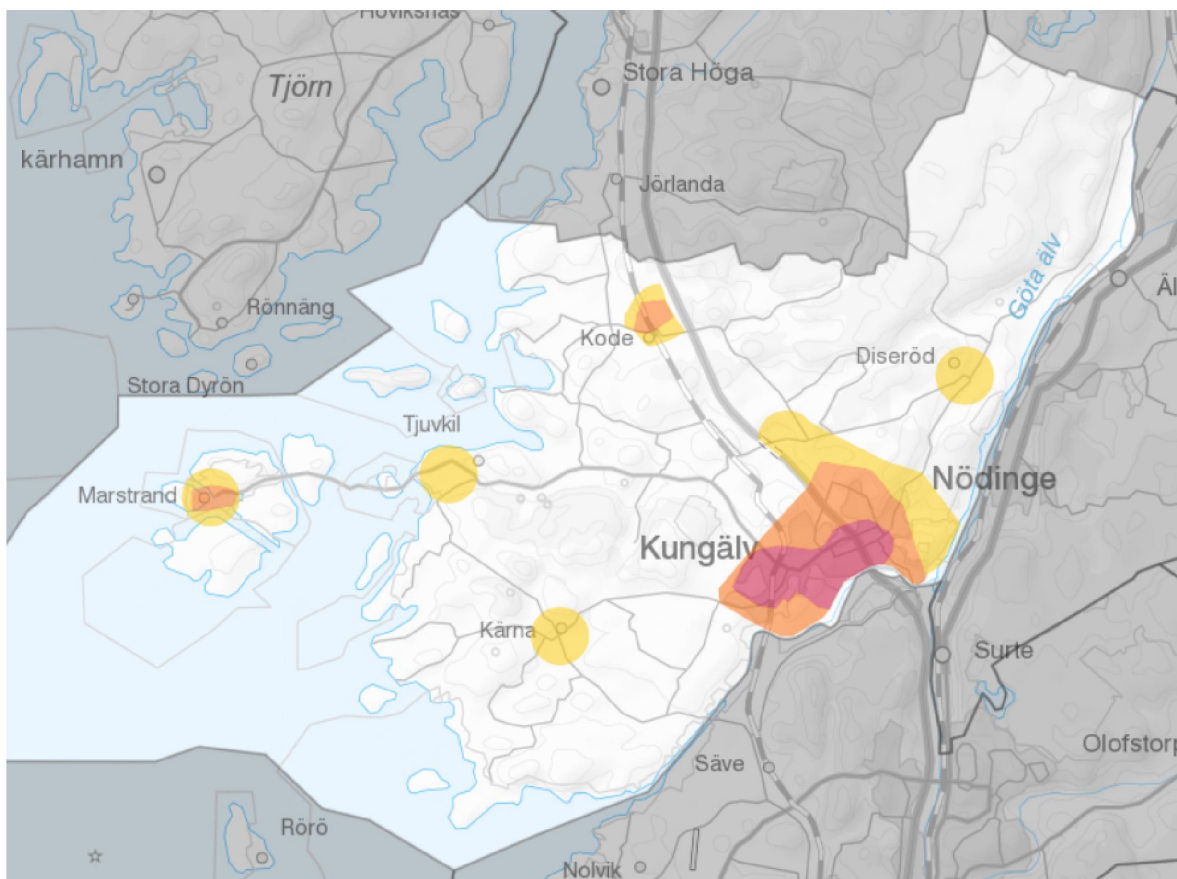 Tjörn
Stora Höga
kärhamn
Jörlanda
Göta älv
Rönnäng
Kode
Diseröd
Stora Dyrön
Tjuvkil
Nödinge
Marstrand
Kungälv
Kärna
Surte
Olofstorp
Säve
Rörö
Nolvik